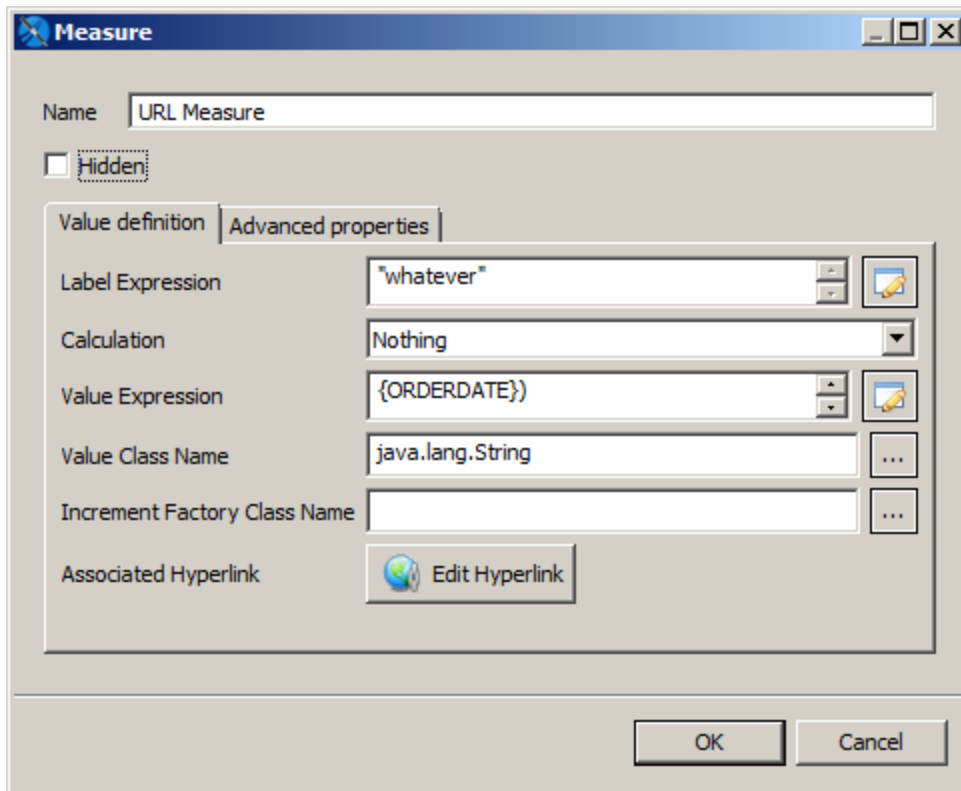 Measure
Name URL Measure
Hidden
Value definition Advanced properties
Label Expression "whatever"
Calculation Nothing
Value Expression {ORDERDATE})
Value Class Name java.lang.String ...
Increment Factory Class Name ...
Associated Hyperlink Edit Hyperlink
OK Cancel